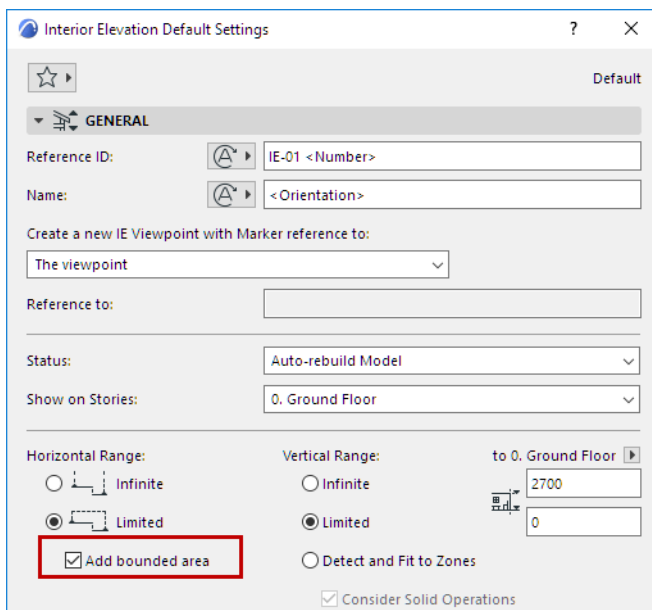 Interior Elevation Default Settings ? ×
Default
GENERAL
Reference ID: IE-01 <Number>
Name: <Orientation>
Create a new IE Viewpoint with Marker reference to:
The viewpoint
Reference to:
Status: Auto-rebuild Model
Show on Stories: 0. Ground Floor
Horizontal Range: Vertical Range: to 0. Ground Floor
Infinite Infinite 2700
Limited Limited 0
Add bounded area Detect and Fit to Zones
Consider Solid Operations